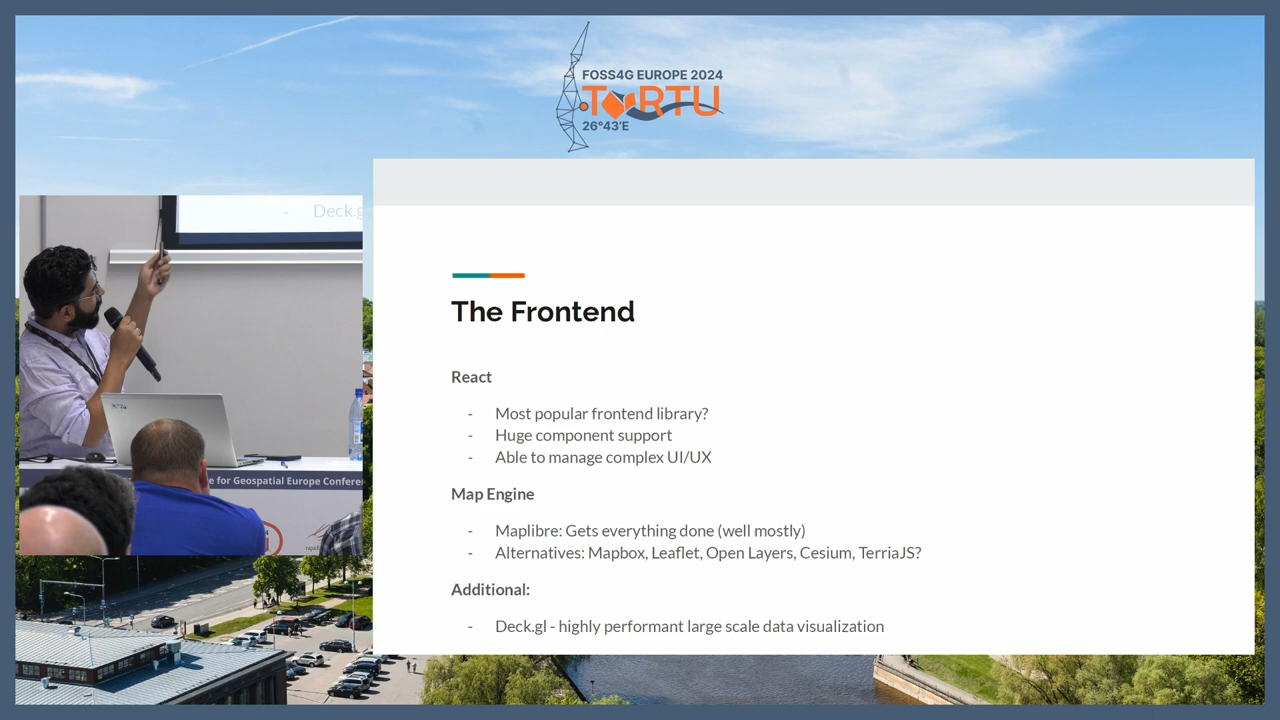 FOSS4G EUROPE 2024
TARTU
26°43'E
- Deck.g
e for Geospatial Europe Conferen
The Frontend
React
- Most popular frontend library?
- Huge component support
- Able to manage complex UI/UX
Map Engine
- Maplibre: Gets everything done (well mostly)
- Alternatives: Mapbox, Leaflet, Open Layers, Cesium, TerriaJS?
Additional:
- Deck.gl - highly performant large scale data visualization